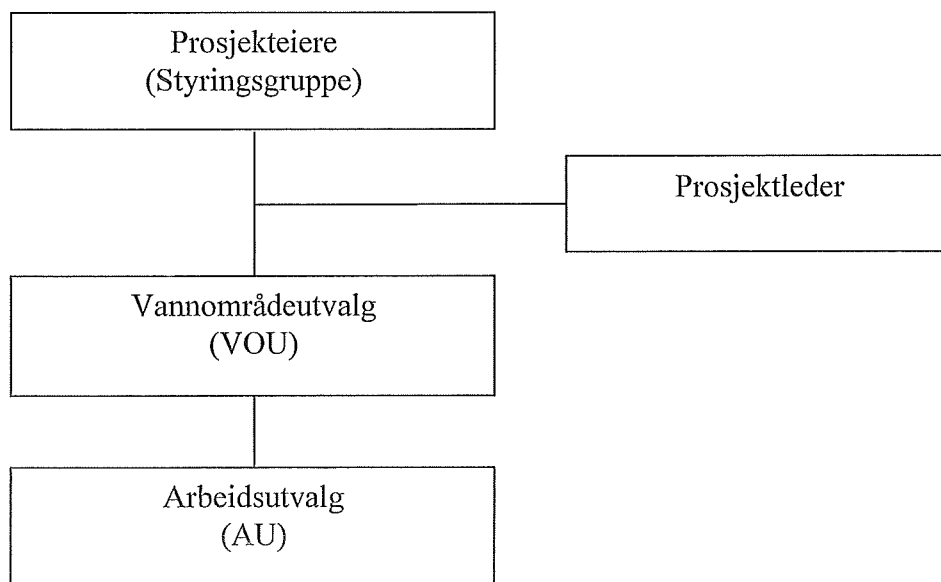 Prosjekteiere
(Styringsgruppe)
Prosjektleder
Vannområdeutvalg
(VOU)
Arbeidsutvalg
(AU)